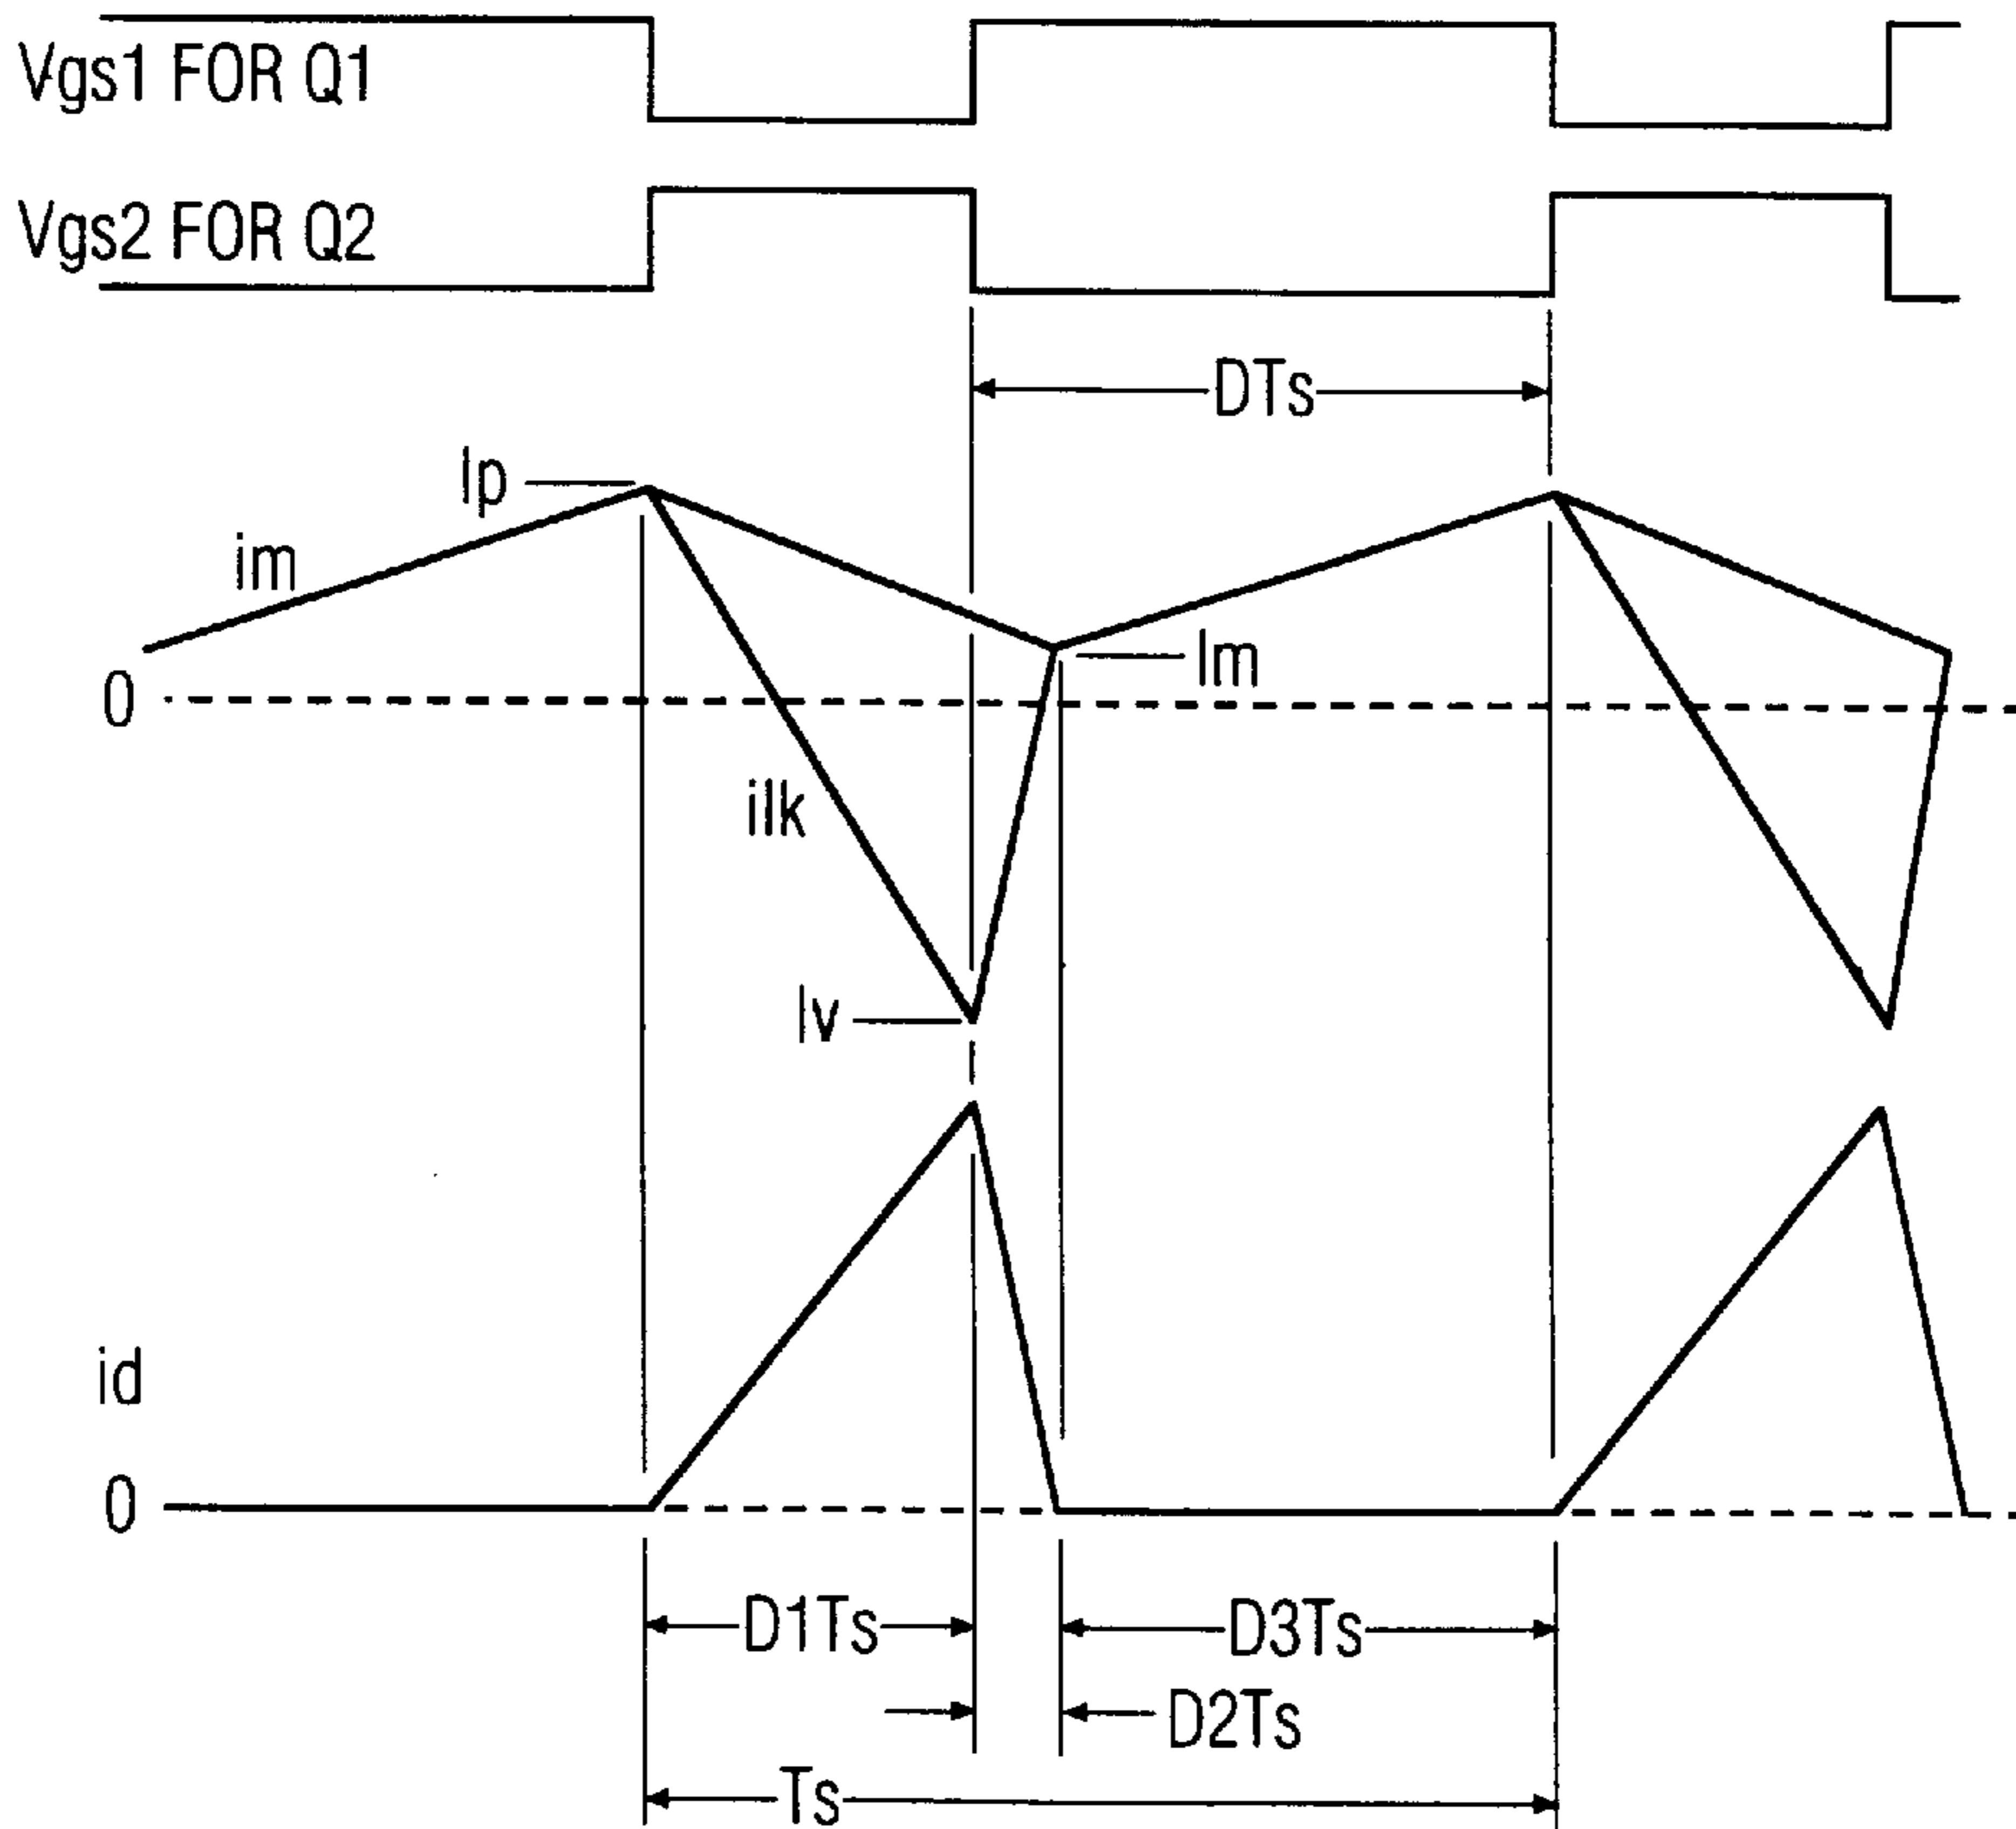 Vgs1 FOR Q1
Vgs2 FOR Q2
DTs
Ip
im
Im
0
ilk
Iv
id
0
D1Ts
D3Ts
D2Ts
Ts